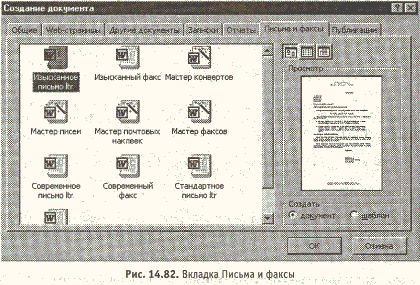 Создание документа
Общие Web-страницы Другие документы Записки Отчеты Письма и факсы Публикации
Изысканное письмо ltr
Изысканный факс
Мастер конвертов
Мастер писем
Мастер почтовых наклеек
Мастер факсов
Современное письмо ltr
Современный факс
Стандартное письмо ltr
Просмотр
Создать
документ шаблон
ОК Отмена
Рис. 14.82. Вкладка Письма и факсы